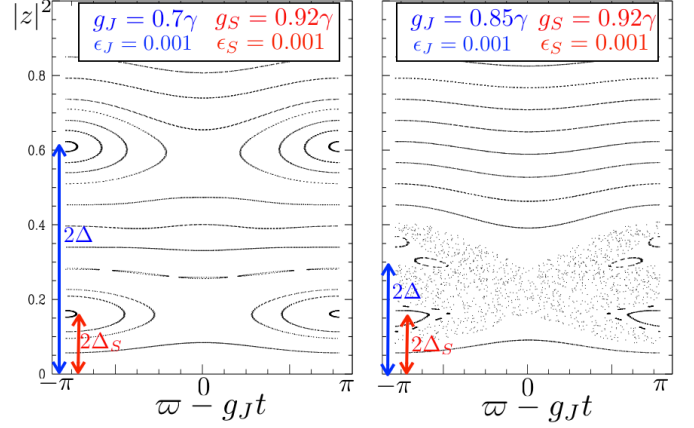 |z|²
g_J = 0.7γ g_S = 0.92γ
ϵ_J = 0.001 ϵ_S = 0.001
0.8
0.6
0.4
0.2
0
2Δ
2Δ_S
−π 0 π
ϖ − g_J t
g_J = 0.85γ g_S = 0.92γ
ϵ_J = 0.001 ϵ_S = 0.001
2Δ
2Δ_S
−π 0 π
ϖ − g_J t